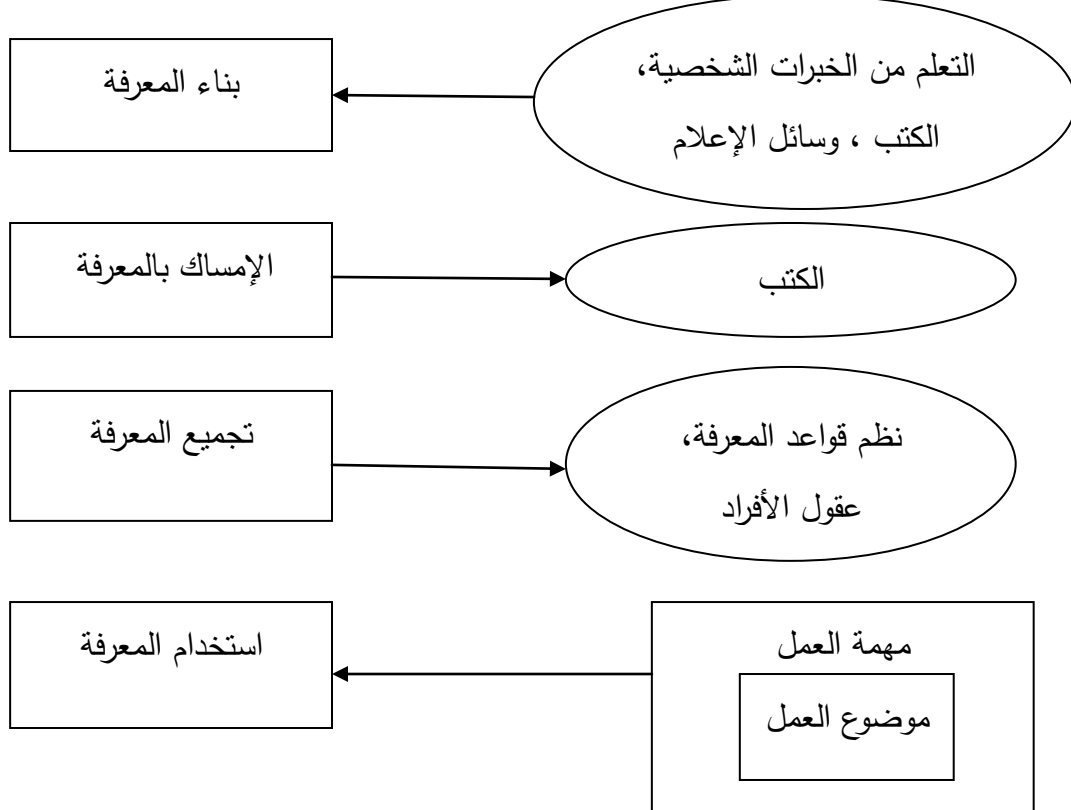 التعلم من الخبرات الشخصية،
الكتب ، وسائل الإعلام
بناء المعرفة
الكتب
الإمساك بالمعرفة
نظم قواعد المعرفة،
عقول الأفراد
تجميع المعرفة
مهمة العمل
موضوع العمل
استخدام المعرفة